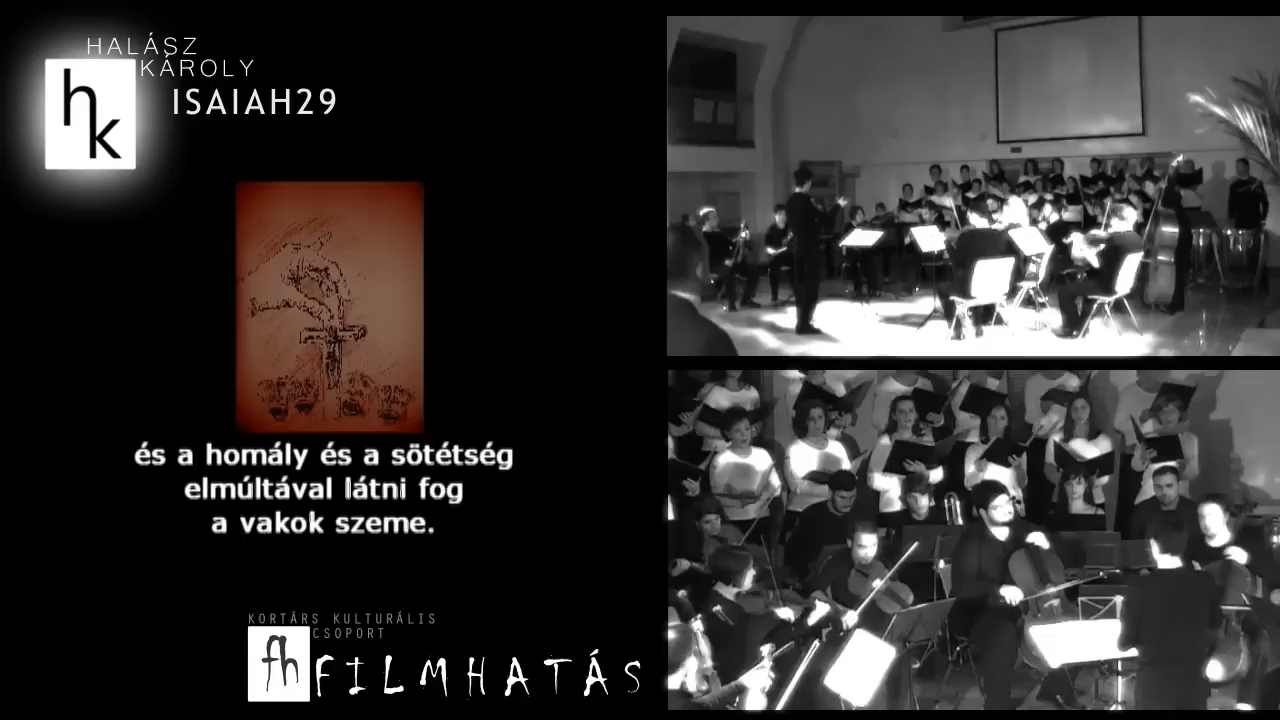 HALÁSZ
KÁROLY
hk
ISAIAH29
és a homály és a sötétség
elmúltával látni fog
a vakok szeme.
KORTÁRS KULTURÁLIS
CSOPORT
fh
FILMHATÁS